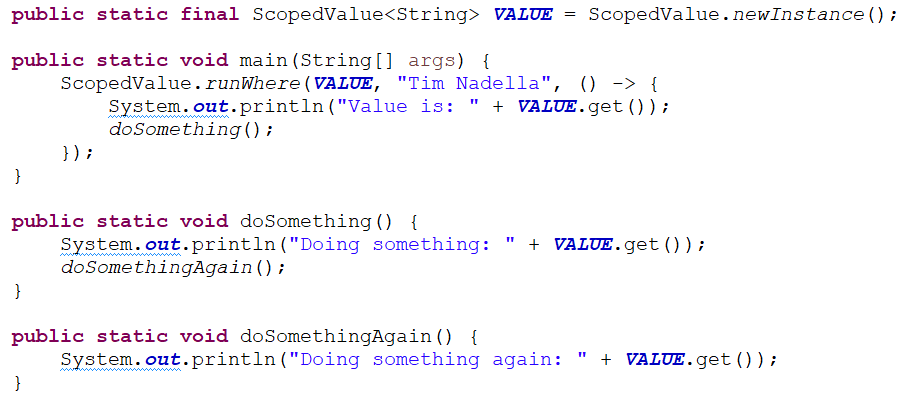 public static final ScopedValue<String> VALUE = ScopedValue.newInstance();
public static void main(String[] args) {
ScopedValue.runWhere(VALUE, "Tim Nadella", () -> {
System.out.println("Value is: " + VALUE.get());
doSomething();
});
}
public static void doSomething() {
System.out.println("Doing something: " + VALUE.get());
doSomethingAgain();
}
public static void doSomethingAgain() {
System.out.println("Doing something again: " + VALUE.get());
}